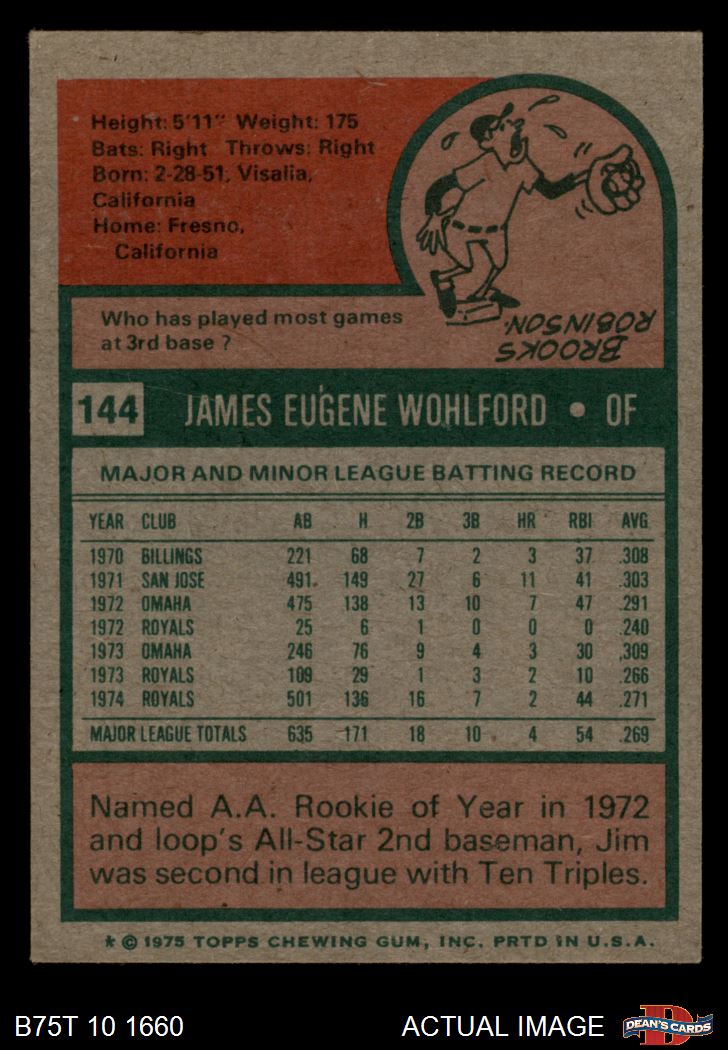 Height: 5'11" Weight: 175
Bats: Right Throws: Right
Born: 2-28-51, Visalia,
California
Home: Fresno,
California
Who has played most games
at 3rd base ?
BROOKS
ROBINSON.
144 JAMES EUGENE WOHLFORD • OF
MAJOR AND MINOR LEAGUE BATTING RECORD
YEAR CLUB AB H 2B 3B HR RBI AVG
1970 BILLINGS 221 68 7 2 3 37 .308
1971 SAN JOSE 491 149 27 6 11 41 .303
1972 OMAHA 475 138 13 10 7 47 .291
1972 ROYALS 25 6 1 0 0 0 .240
1973 OMAHA 246 76 9 4 3 30 .309
1973 ROYALS 109 29 1 3 2 10 .266
1974 ROYALS 501 136 16 7 2 44 .271
MAJOR LEAGUE TOTALS 635 171 18 10 4 54 .269
Named A.A. Rookie of Year in 1972
and loop's All-Star 2nd baseman, Jim
was second in league with Ten Triples.
* © 1975 TOPPS CHEWING GUM, INC. PRTD IN U.S.A.
B75T 10 1660 ACTUAL IMAGE
D
DEAN'S CARDS